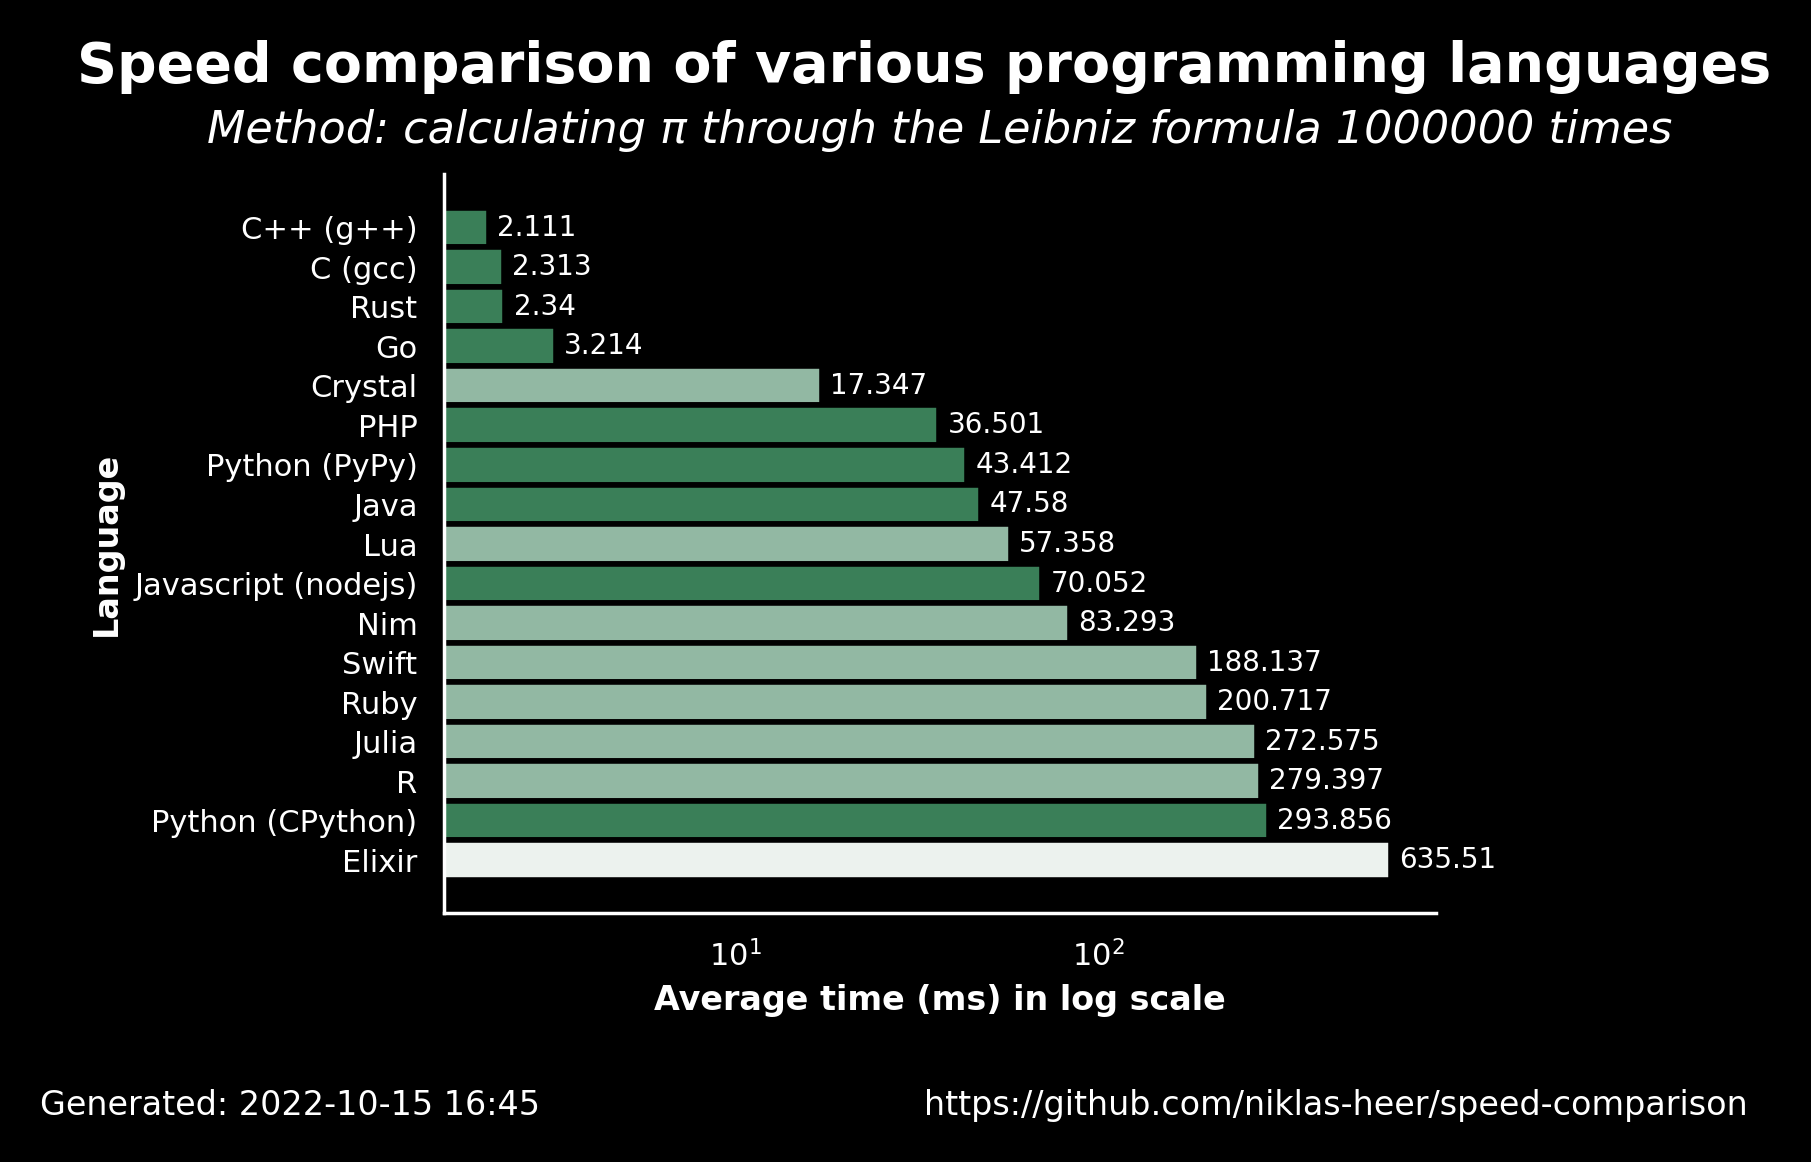 Speed comparison of various programming languages
Method: calculating π through the Leibniz formula 1000000 times
Language
C++ (g++) 2.111
C (gcc) 2.313
Rust 2.34
Go 3.214
Crystal 17.347
PHP 36.501
Python (PyPy) 43.412
Java 47.58
Lua 57.358
Javascript (nodejs) 70.052
Nim 83.293
Swift 188.137
Ruby 200.717
Julia 272.575
R 279.397
Python (CPython) 293.856
Elixir 635.51
10¹ 10²
Average time (ms) in log scale
Generated: 2022-10-15 16:45 https://github.com/niklas-heer/speed-comparison